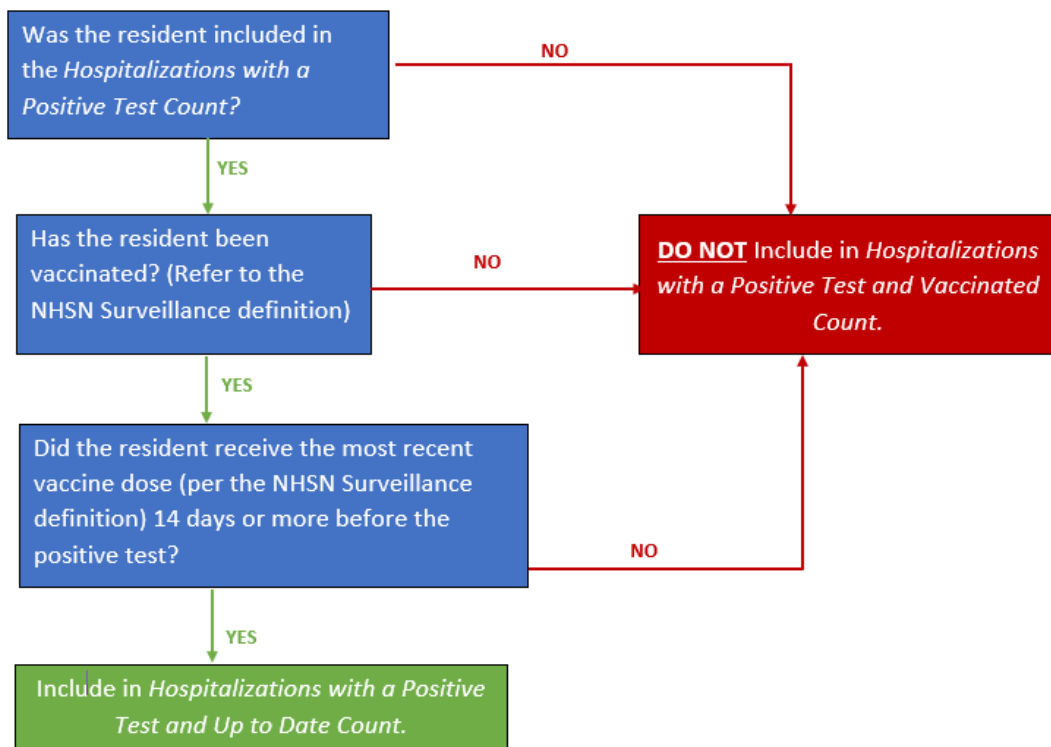 Was the resident included in
the Hospitalizations with a
Positive Test Count?
NO
YES
Has the resident been
vaccinated? (Refer to the
NHSN Surveillance definition)
NO
DO NOT Include in Hospitalizations
with a Positive Test and Vaccinated
Count.
YES
Did the resident receive the most recent
vaccine dose (per the NHSN Surveillance
definition) 14 days or more before the
positive test?
NO
YES
Include in Hospitalizations with a Positive
Test and Up to Date Count.